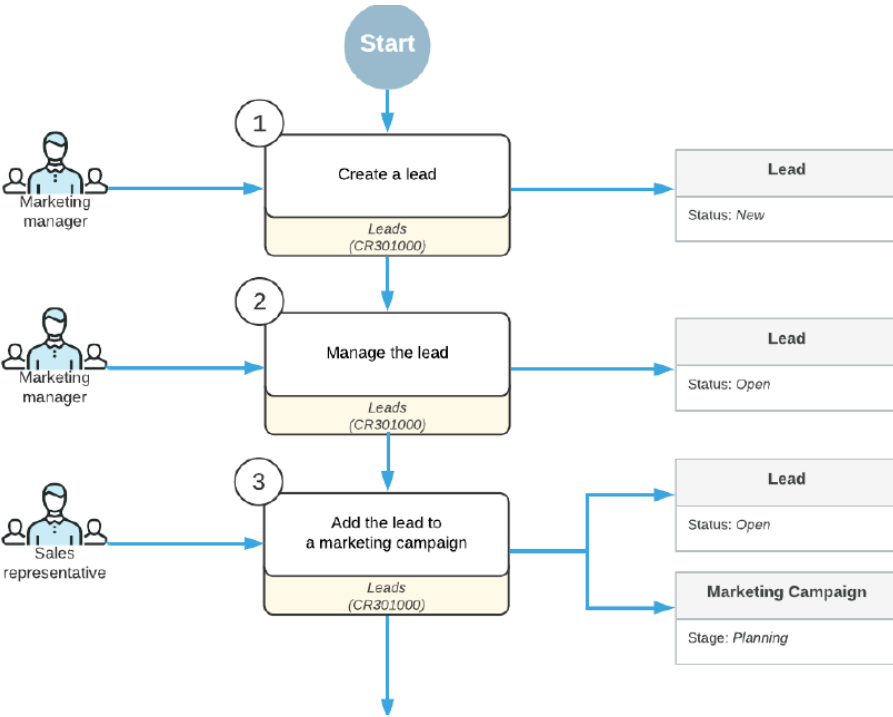 Start
1
Create a lead
Leads
(CR301000)
Marketing
manager
Lead
Status: New
2
Manage the lead
Leads
(CR301000)
Marketing
manager
Lead
Status: Open
3
Add the lead to
a marketing campaign
Leads
(CR301000)
Sales
representative
Lead
Status: Open
Marketing Campaign
Stage: Planning